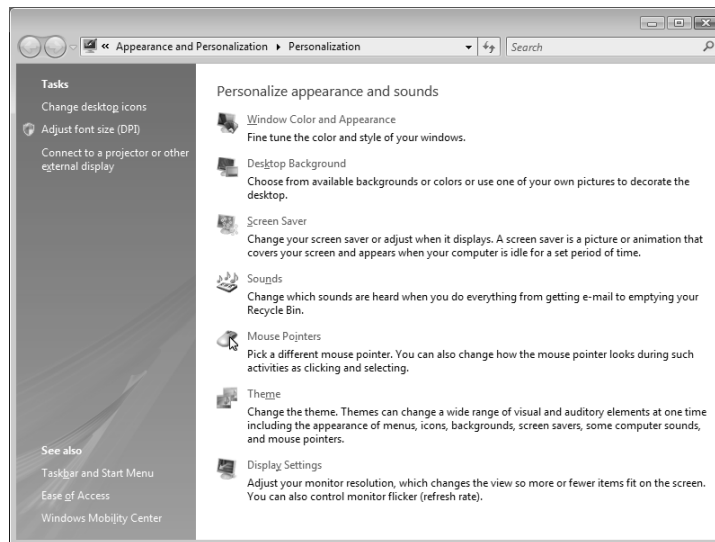 « Appearance and Personalization ▸ Personalization
Search
Tasks
Change desktop icons
Adjust font size (DPI)
Connect to a projector or other
external display
Personalize appearance and sounds
Window Color and Appearance
Fine tune the color and style of your windows.
Desktop Background
Choose from available backgrounds or colors or use one of your own pictures to decorate the
desktop.
Screen Saver
Change your screen saver or adjust when it displays. A screen saver is a picture or animation that
covers your screen and appears when your computer is idle for a set period of time.
Sounds
Change which sounds are heard when you do everything from getting e-mail to emptying your
Recycle Bin.
Mouse Pointers
Pick a different mouse pointer. You can also change how the mouse pointer looks during such
activities as clicking and selecting.
Theme
Change the theme. Themes can change a wide range of visual and auditory elements at one time
including the appearance of menus, icons, backgrounds, screen savers, some computer sounds,
and mouse pointers.
Display Settings
Adjust your monitor resolution, which changes the view so more or fewer items fit on the screen.
You can also control monitor flicker (refresh rate).
See also
Taskbar and Start Menu
Ease of Access
Windows Mobility Center